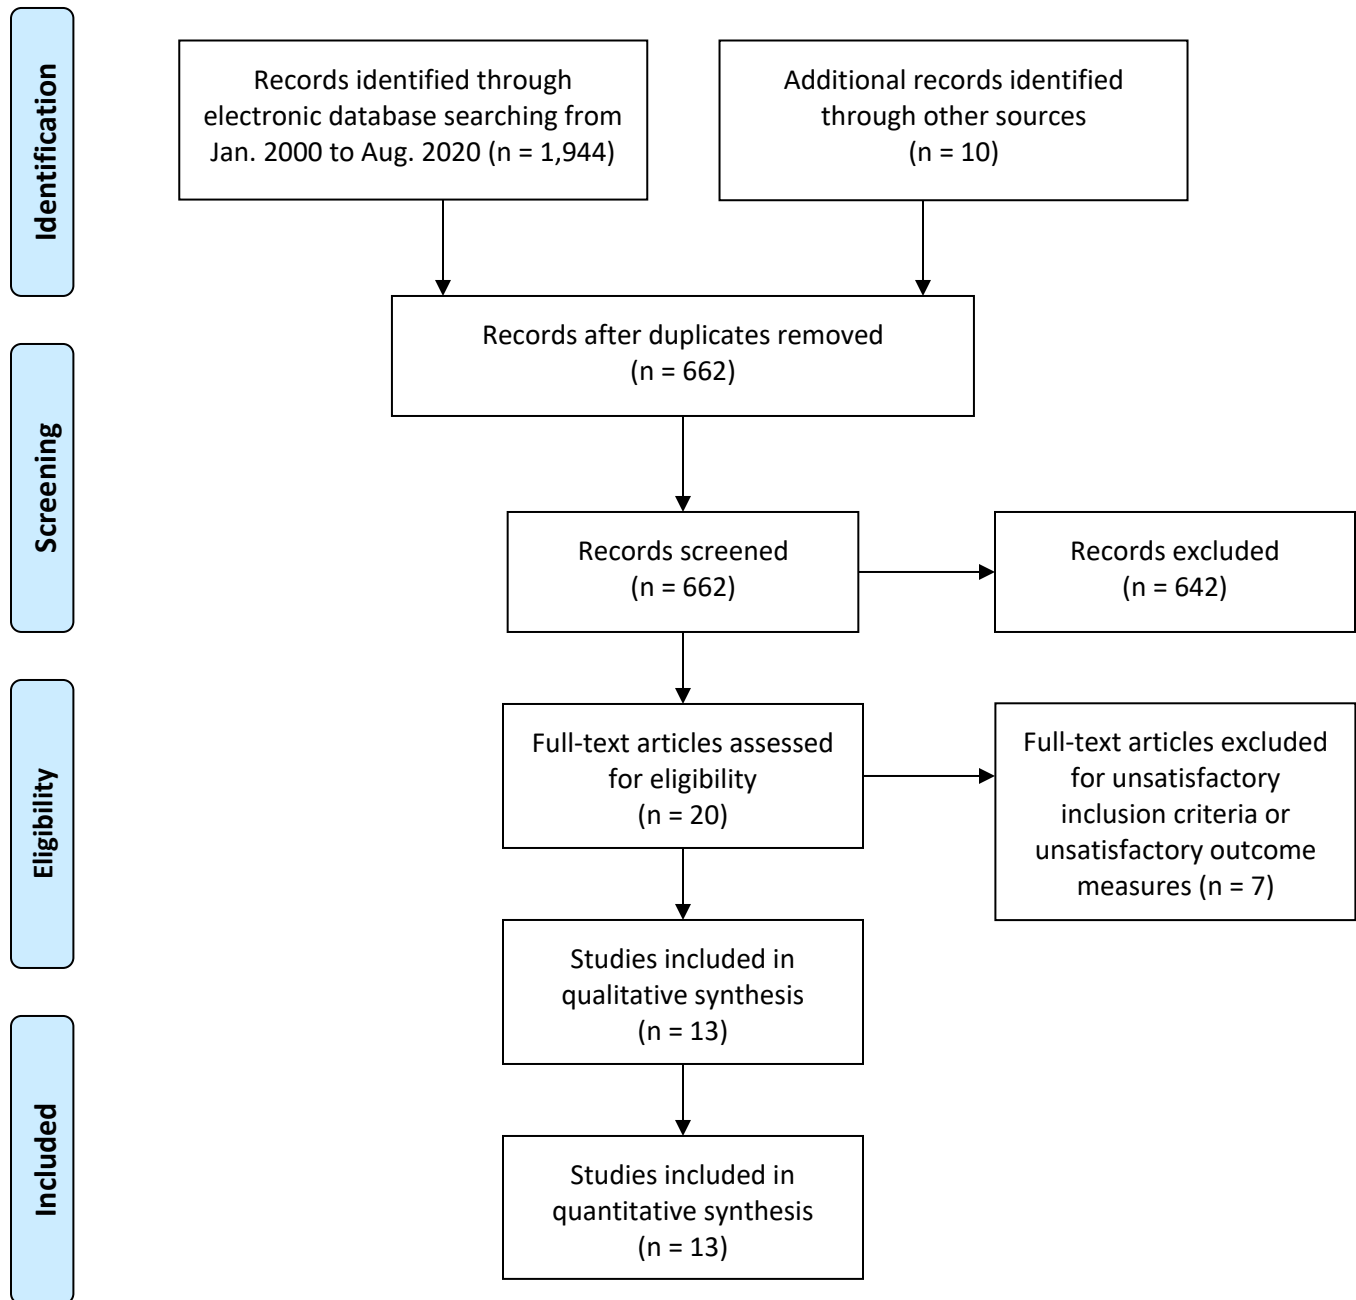 Identification
Records identified through
electronic database searching from
Jan. 2000 to Aug. 2020 (n = 1,944)
Additional records identified
through other sources
(n = 10)
Records after duplicates removed
(n = 662)
Screening
Records screened
(n = 662)
Records excluded
(n = 642)
Eligibility
Full-text articles assessed
for eligibility
(n = 20)
Full-text articles excluded
for unsatisfactory
inclusion criteria or
unsatisfactory outcome
measures (n = 7)
Studies included in
qualitative synthesis
(n = 13)
Included
Studies included in
quantitative synthesis
(n = 13)